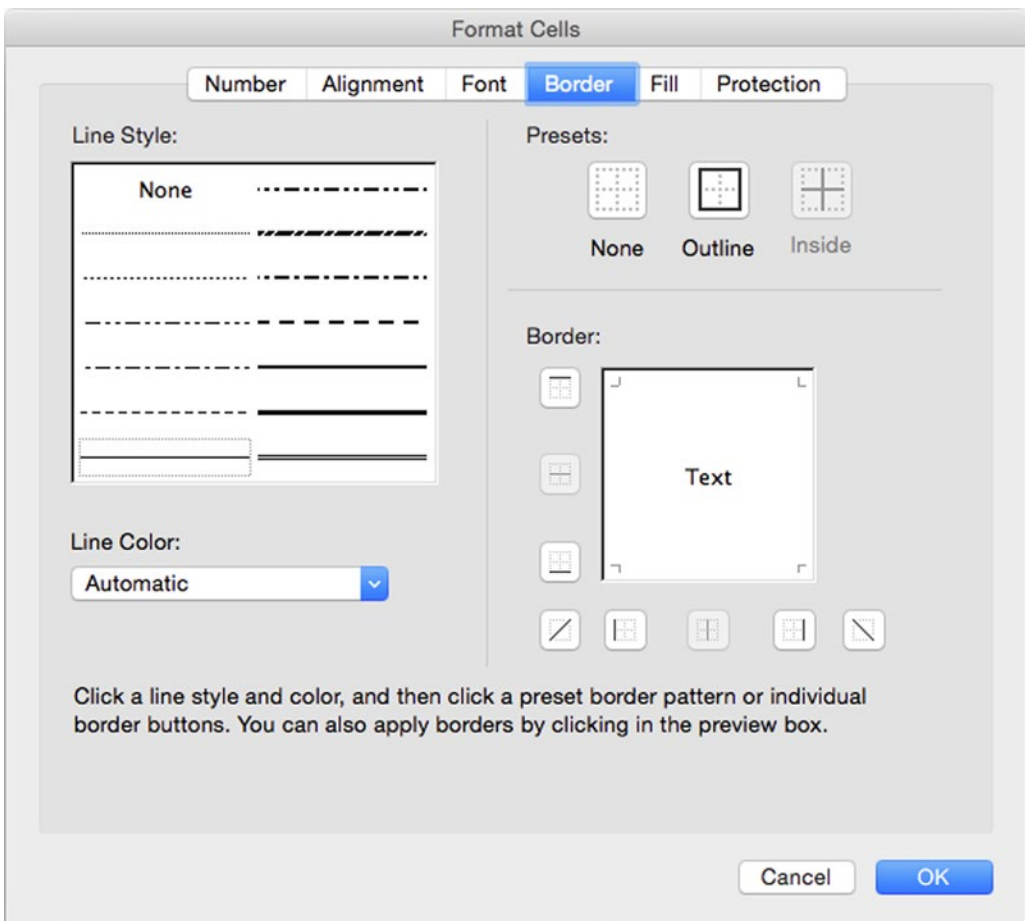 Format Cells
Number Alignment Font Border Fill Protection
Line Style:
None
Line Color:
Automatic
Presets:
None Outline Inside
Border:
Text
Click a line style and color, and then click a preset border pattern or individual
border buttons. You can also apply borders by clicking in the preview box.
Cancel OK